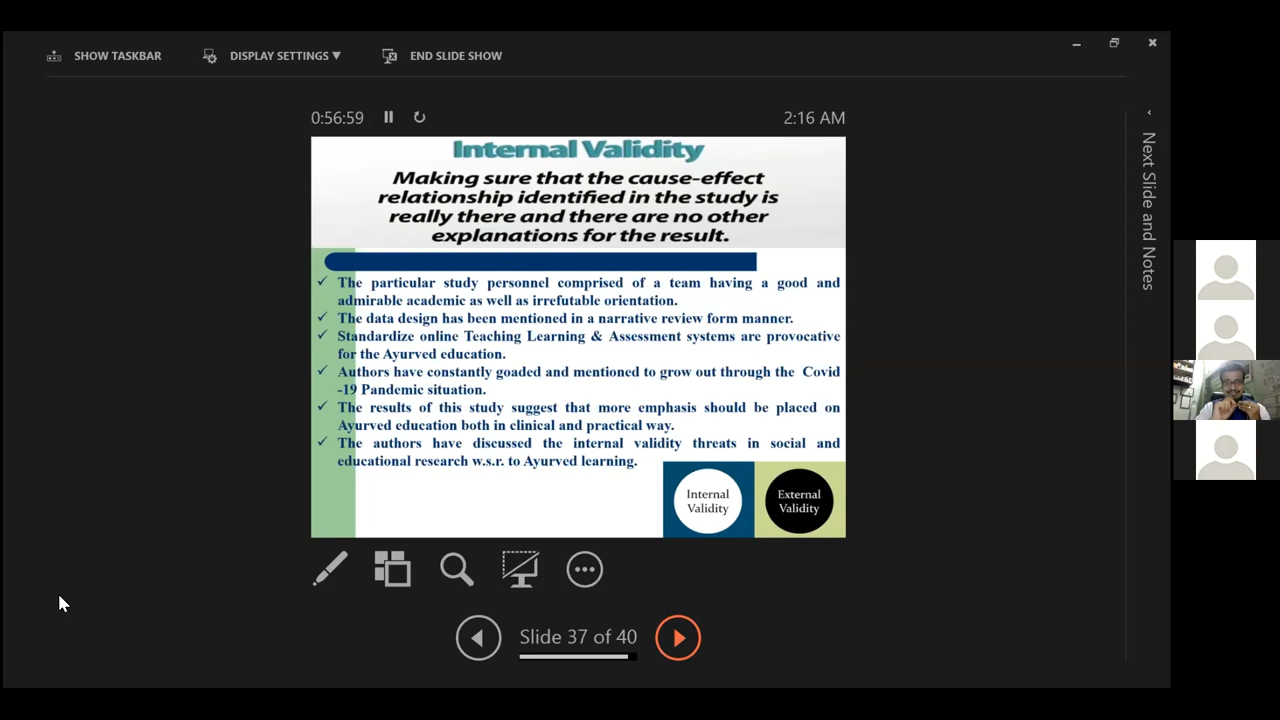 SHOW TASKBAR
DISPLAY SETTINGS ▼
END SLIDE SHOW
0:56:59
2:16 AM
Internal Validity
Making sure that the cause-effect
relationship identified in the study is
really there and there are no other
explanations for the result.
✓ The particular study personnel comprised of a team having a good and
admirable academic as well as irrefutable orientation.
✓ The data design has been mentioned in a narrative review form manner.
✓ Standardize online Teaching Learning & Assessment systems are provocative
for the Ayurved education.
✓ Authors have constantly goaded and mentioned to grow out through the Covid
-19 Pandemic situation.
✓ The results of this study suggest that more emphasis should be placed on
Ayurved education both in clinical and practical way.
✓ The authors have discussed the internal validity threats in social and
educational research w.s.r. to Ayurved learning.
Internal
Validity
External
Validity
Slide 37 of 40
Next Slide and Notes